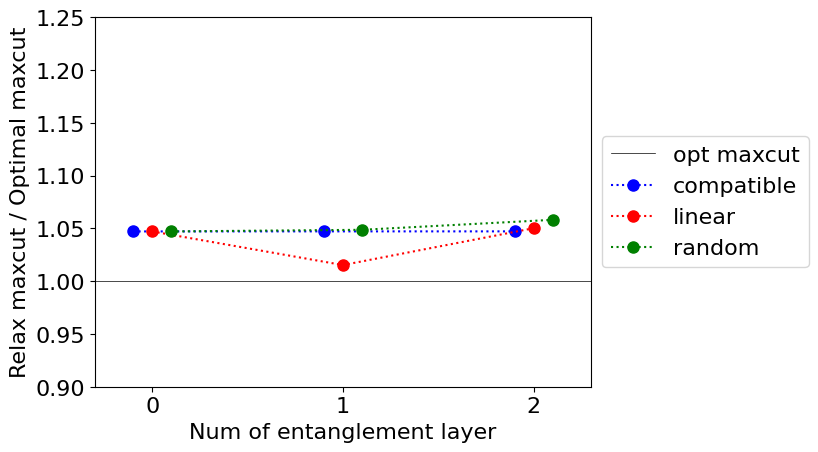 Relax maxcut / Optimal maxcut
1.25
1.20
1.15
1.10
1.05
1.00
0.95
0.90
0
1
2
Num of entanglement layer
opt maxcut
compatible
linear
random